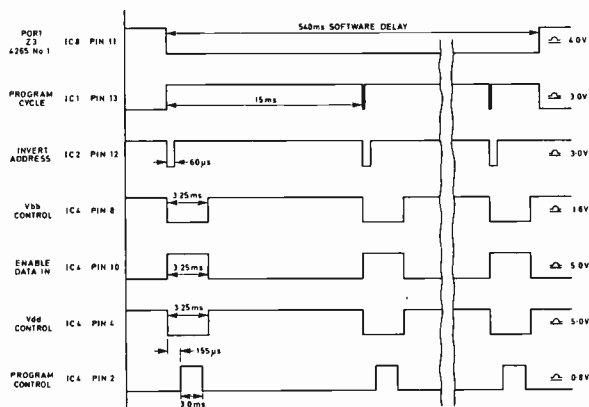 540ms SOFTWARE DELAY
PORT
Z3
4265 No 1
IC8 PIN 11
4.0V
PROGRAM
CYCLE
IC1 PIN 13
15ms
3.0V
INVERT
ADDRESS
IC2 PIN 12
60µs
3.0V
Vbb
CONTROL
IC4 PIN 8
3.25ms
1.6V
ENABLE
DATA IN
IC4 PIN 10
3.25ms
5.0V
Vdd
CONTROL
IC4 PIN 4
3.25ms
5.0V
155µs
PROGRAM
CONTROL
IC4 PIN 2
3.0ms
0.8V